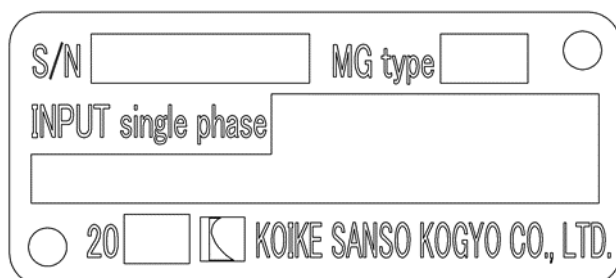 S/N MG type
INPUT single phase
20 KOIKE SANSO KOGYO CO., LTD.